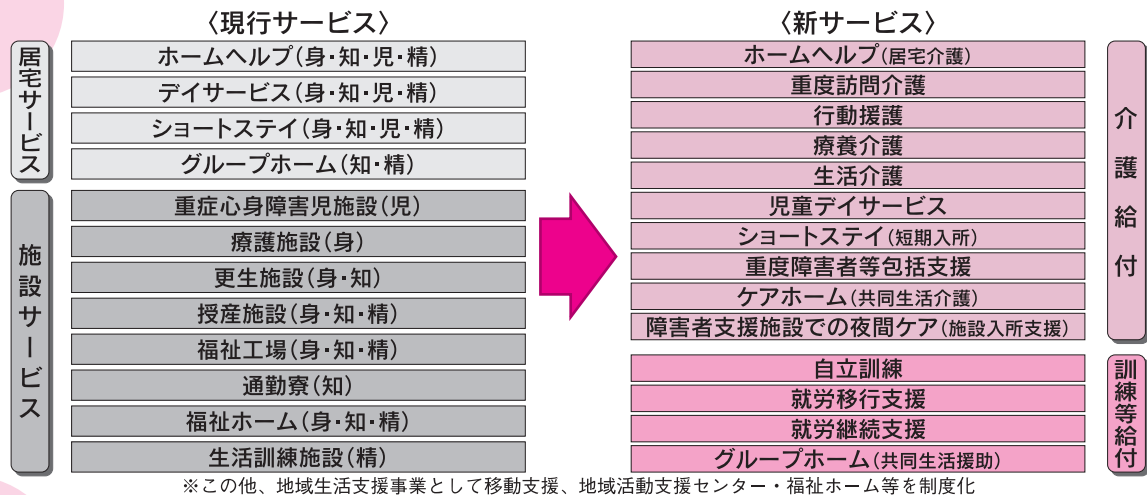 〈現行サービス〉
居宅サービス
ホームヘルプ(身・知・児・精)
デイサービス(身・知・児・精)
ショートステイ(身・知・児・精)
グループホーム(知・精)
施設サービス
重症心身障害児施設(児)
療護施設(身)
更生施設(身・知)
授産施設(身・知・精)
福祉工場(身・知・精)
通勤寮(知)
福祉ホーム(身・知・精)
生活訓練施設(精)
〈新サービス〉
ホームヘルプ(居宅介護)
重度訪問介護
行動援護
療養介護
生活介護
児童デイサービス
ショートステイ(短期入所)
重度障害者等包括支援
ケアホーム(共同生活介護)
障害者支援施設での夜間ケア(施設入所支援)
介護給付
自立訓練
就労移行支援
就労継続支援
グループホーム(共同生活援助)
訓練等給付
※この他、地域生活支援事業として移動支援、地域活動支援センター・福祉ホーム等を制度化